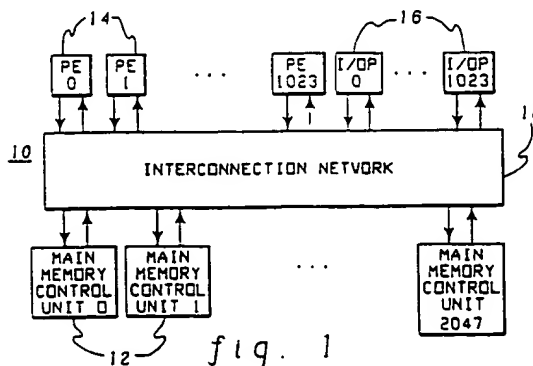 14
16
PE 0
PE 1
...
PE 1023
I/OP 0
...
I/OP 1023
10
INTERCONNECTION NETWORK
MAIN MEMORY CONTROL UNIT 0
MAIN MEMORY CONTROL UNIT 1
...
MAIN MEMORY CONTROL UNIT 2047
12
fig. 1